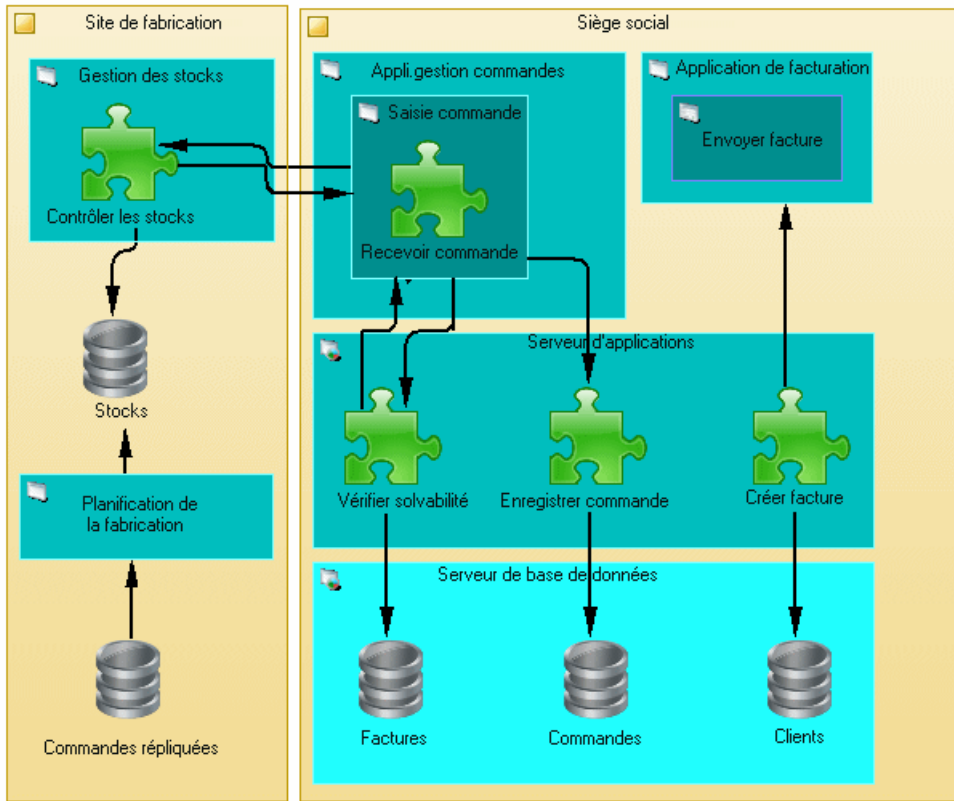 Site de fabrication
Gestion des stocks
Contrôler les stocks
Stocks
Planification de
la fabrication
Commandes répliquées
Siège social
Appli.gestion commandes
Saisie commande
Recevoir commande
Application de facturation
Envoyer facture
Serveur d'applications
Vérifier solvabilité
Enregistrer commande
Créer facture
Serveur de base de données
Factures
Commandes
Clients